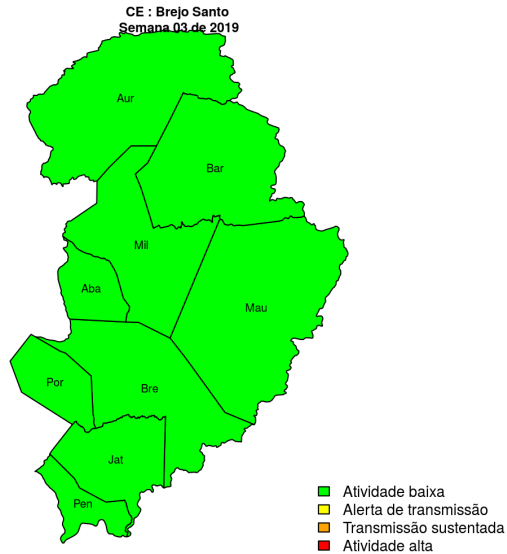 CE : Brejo Santo
Semana 03 de 2019
Aur
Bar
Mil
Aba
Mau
Por
Bre
Jat
Pen
Atividade baixa
Alerta de transmissão
Transmissão sustentada
Atividade alta